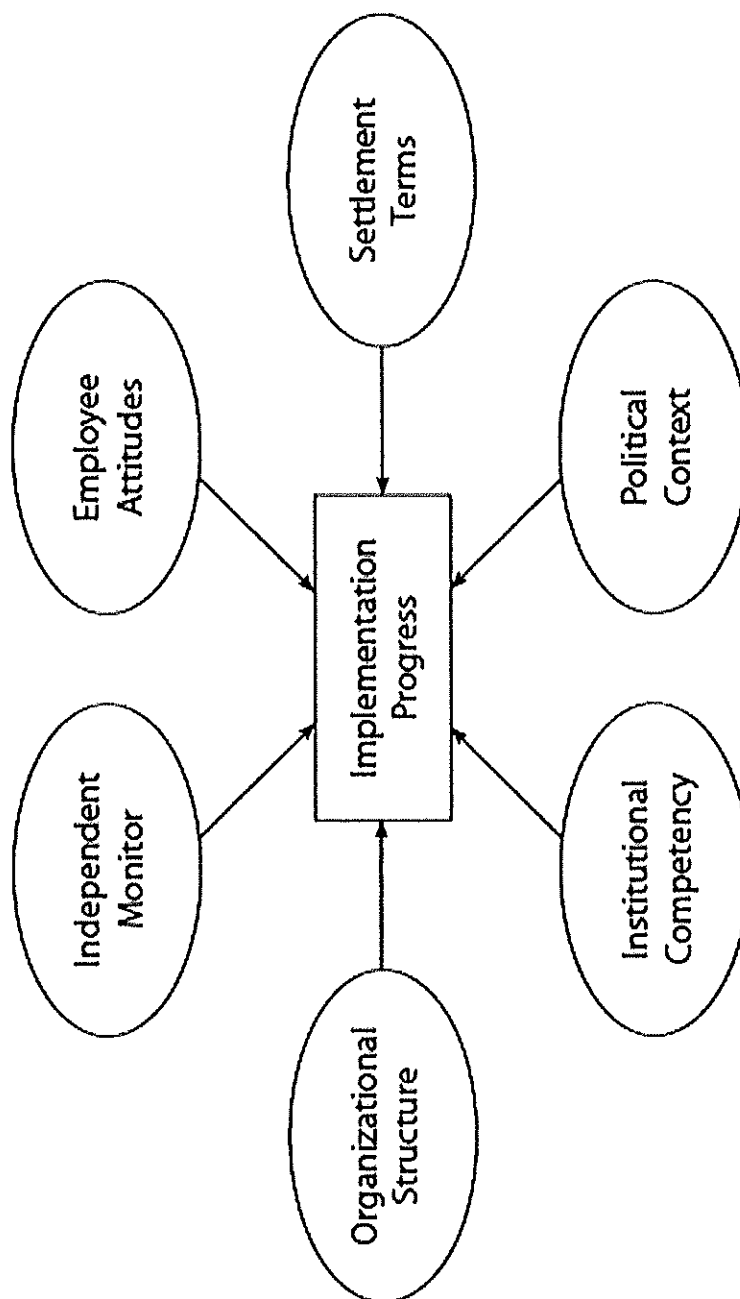 Independent
Monitor
Employee
Attitudes
Organizational
Structure
Implementation
Progress
Settlement
Terms
Institutional
Competency
Political
Context